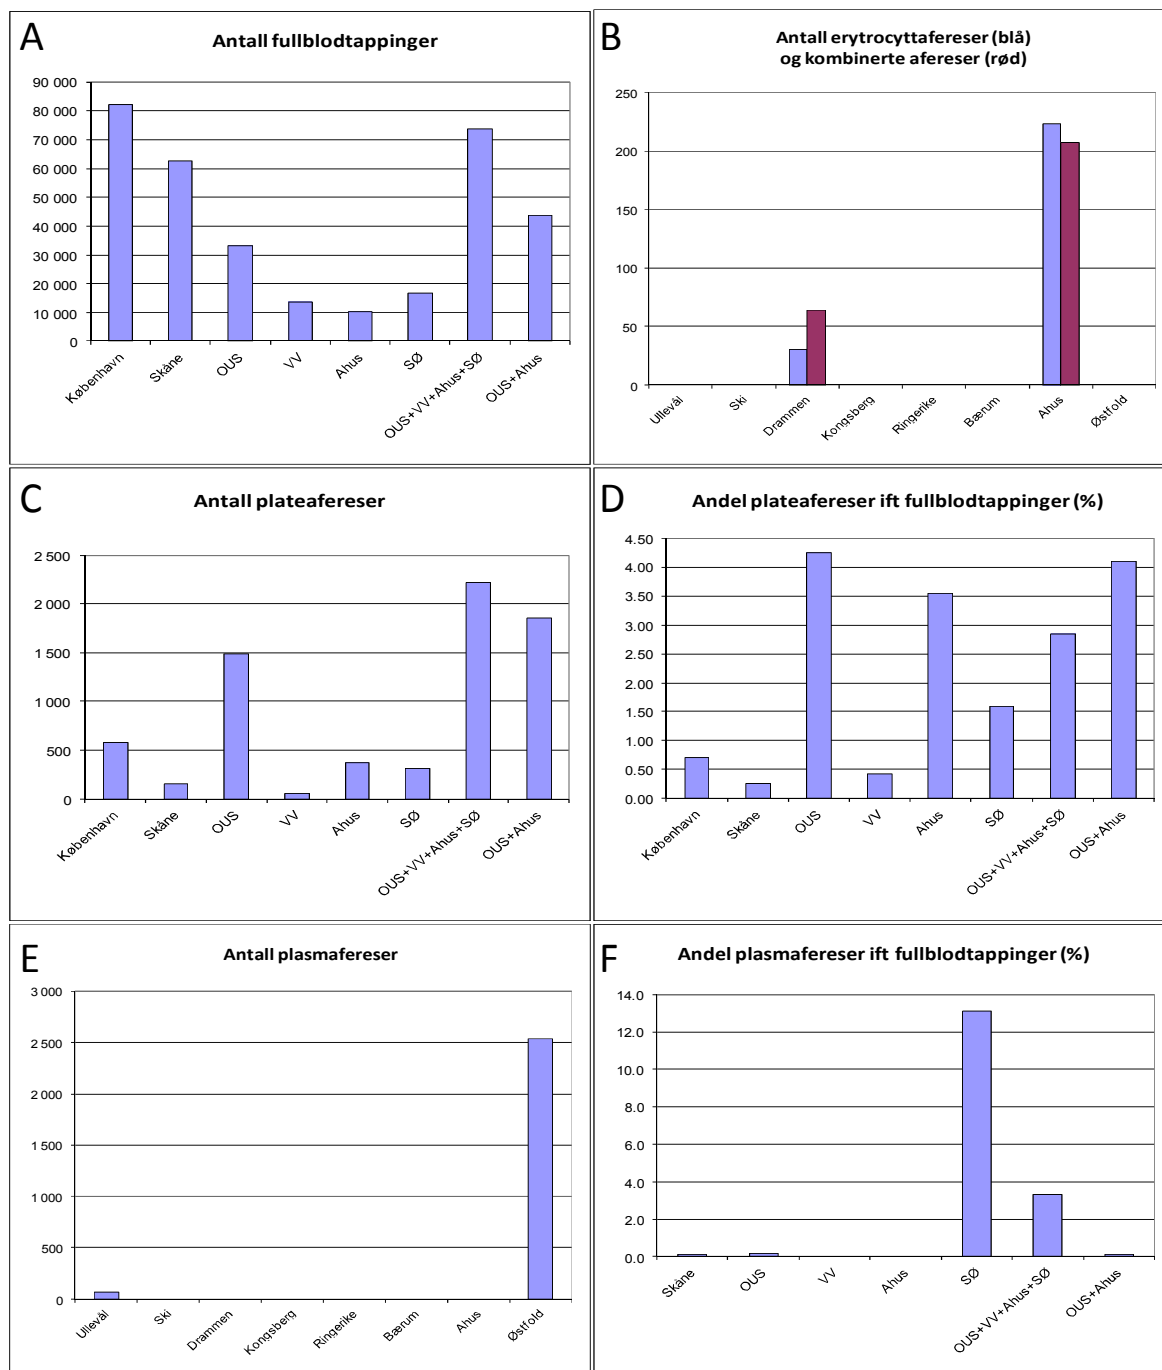 A
Antall fullblodtappinger
90 000
80 000
70 000
60 000
50 000
40 000
30 000
20 000
10 000
0
København
Skåne
OUS
VV
Ahus
SØ
OUS+VV+Ahus+SØ
OUS+Ahus
B
Antall erytrocyttafereser (blå)
og kombinerte afereser (rød)
250
200
150
100
50
0
Ullevål
Ski
Drammen
Kongsberg
Ringerike
Bærum
Ahus
Østfold
C
Antall plateafereser
2 500
2 000
1 500
1 000
500
0
København
Skåne
OUS
VV
Ahus
SØ
OUS+VV+Ahus+SØ
OUS+Ahus
D
Andel plateafereser ift fullblodtappinger (%)
4.50
4.00
3.50
3.00
2.50
2.00
1.50
1.00
0.50
0.00
København
Skåne
OUS
VV
Ahus
SØ
OUS+VV+Ahus+SØ
OUS+Ahus
E
Antall plasmafereser
3 000
2 500
2 000
1 500
1 000
500
0
Ullevål
Ski
Drammen
Kongsberg
Ringerike
Bærum
Ahus
Østfold
F
Andel plasmafereser ift fullblodtappinger (%)
14.0
12.0
10.0
8.0
6.0
4.0
2.0
0.0
Skåne
OUS
VV
Ahus
SØ
OUS+VV+Ahus+SØ
OUS+Ahus